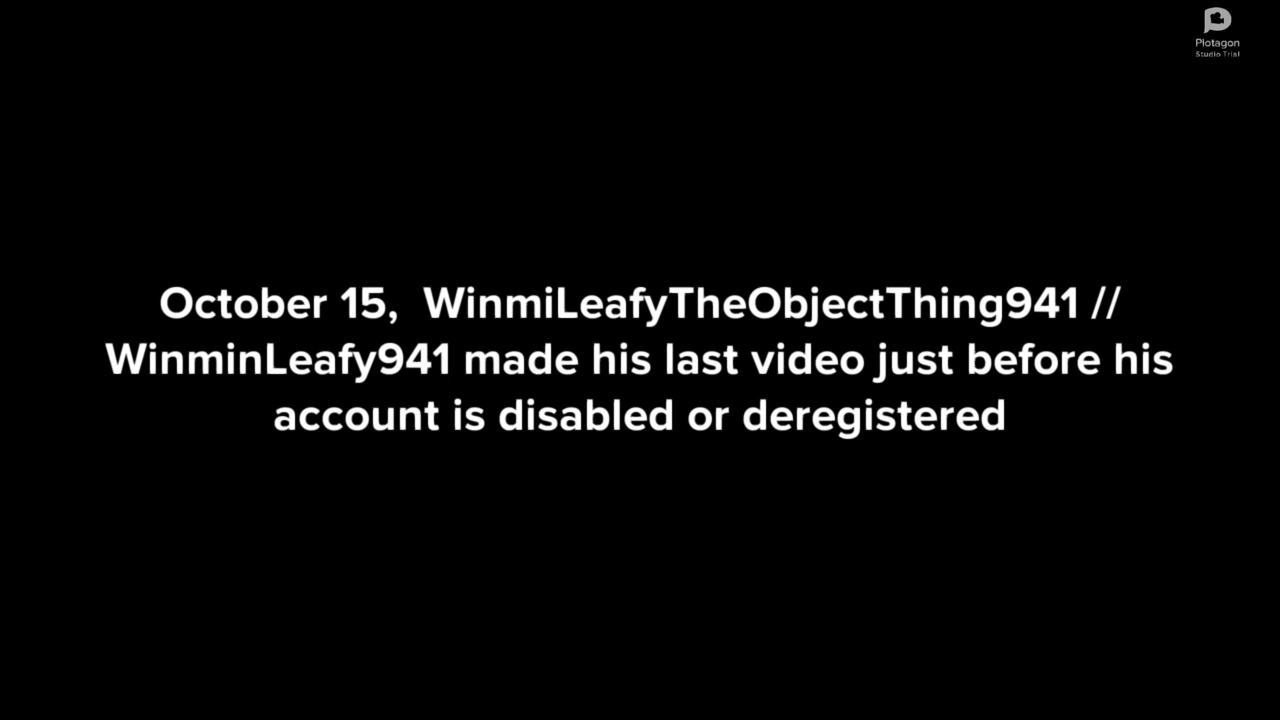 Plotagon
Studio Trial
October 15,  WinmiLeafyTheObjectThing941 //
WinminLeafy941 made his last video just before his
account is disabled or deregistered